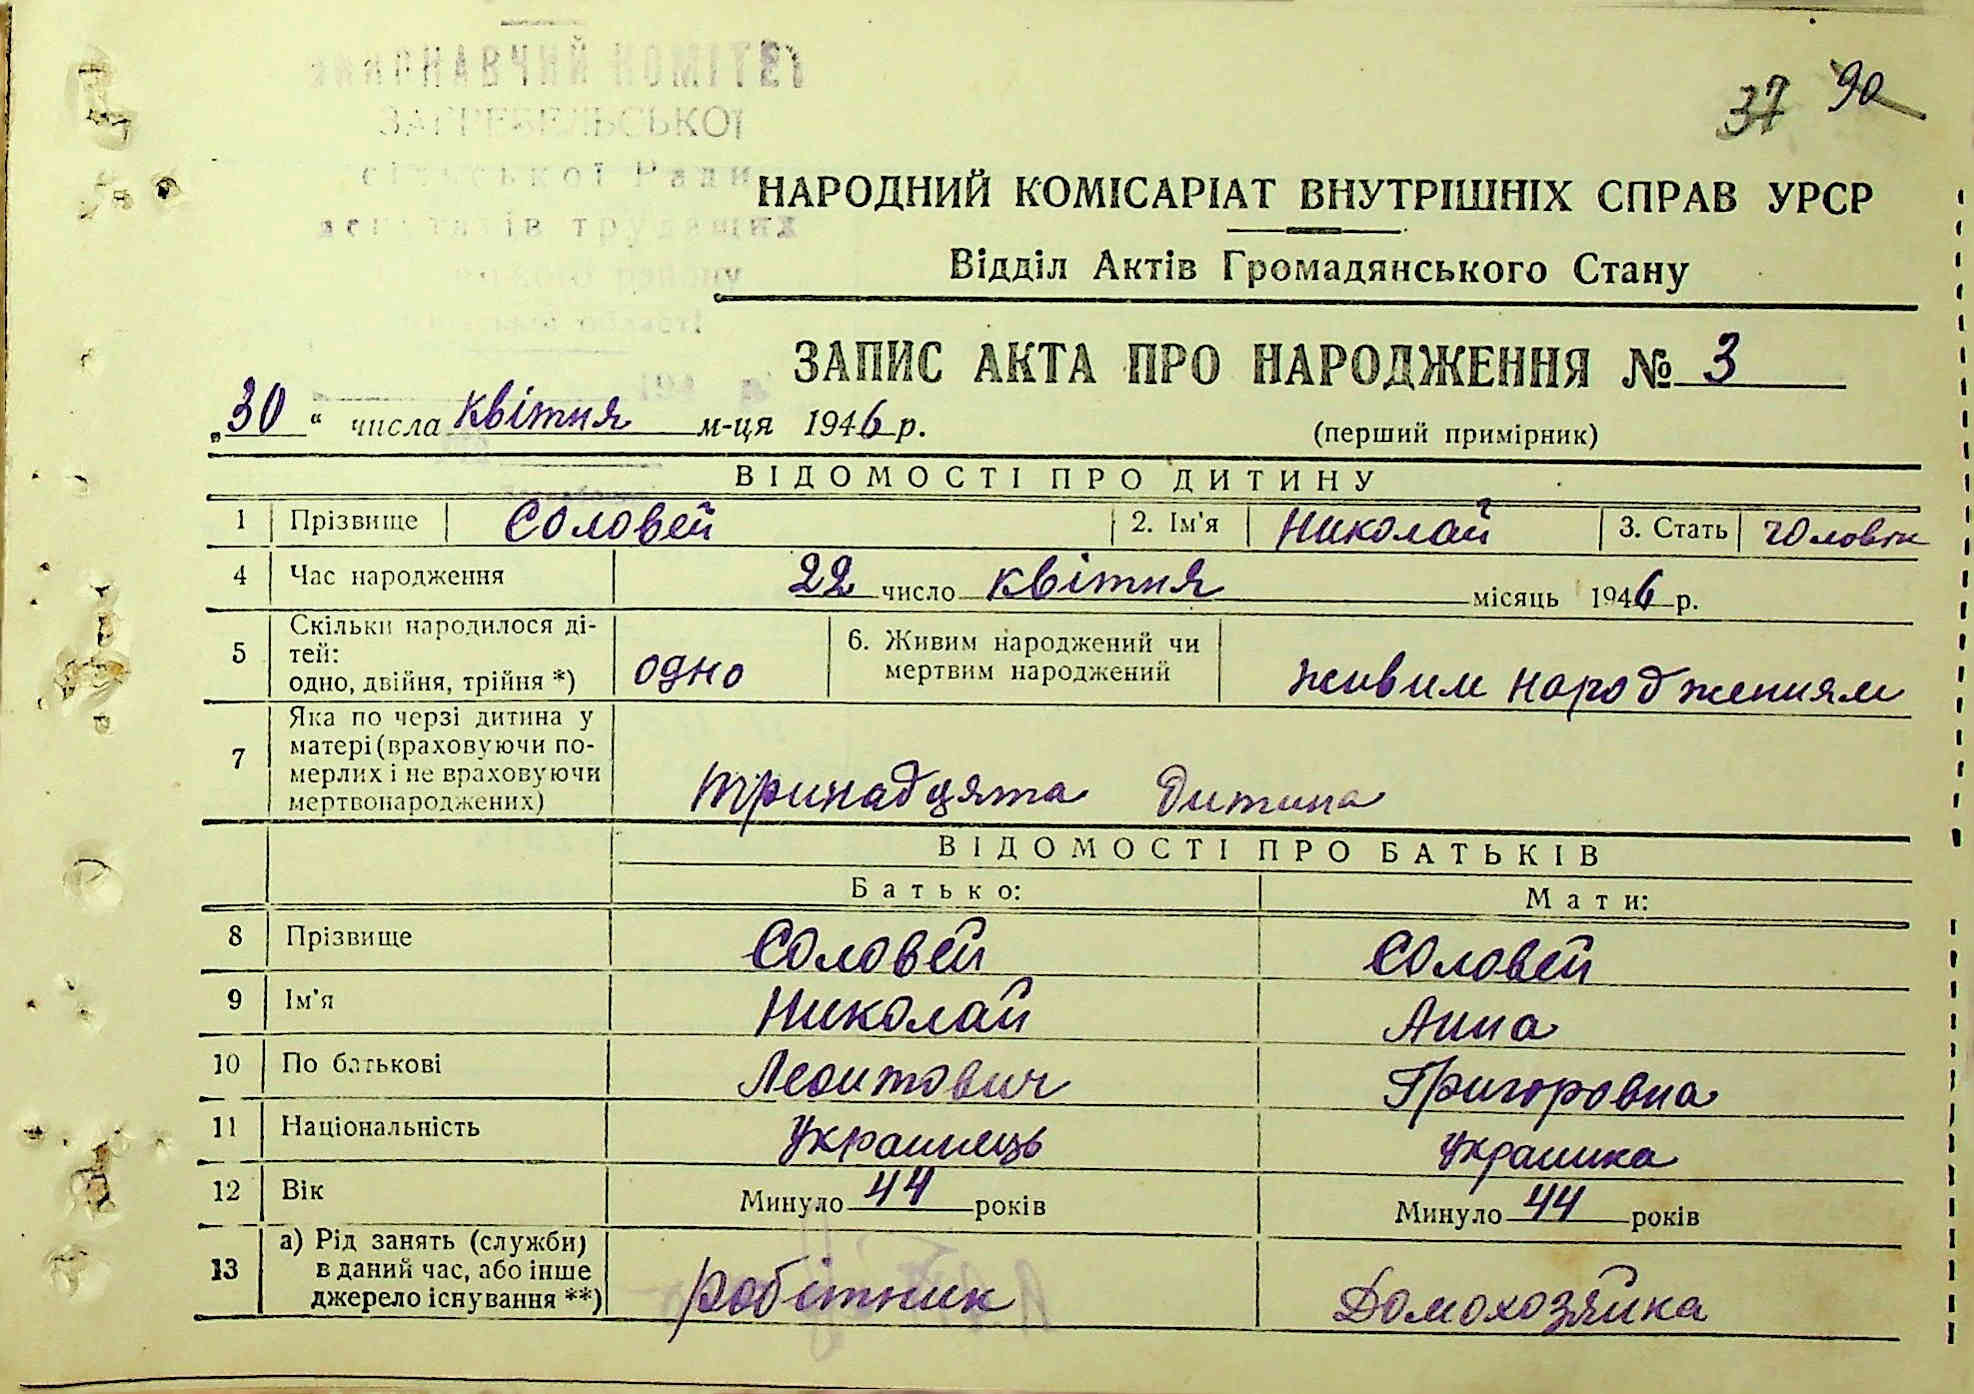 37 90
НАРОДНИЙ КОМІСАРІАТ ВНУТРІШНІХ СПРАВ УРСР
Відділ Актів Громадянського Стану
ЗАПИС АКТА ПРО НАРОДЖЕННЯ № 3
„30“ числа квітня м-ця 1946 р.
(перший примірник)
ВІДОМОСТІ ПРО ДИТИНУ
1 Прізвище Соловей 2. Ім'я Николай 3. Стать
4 Час народження 22 число квітня місяць 1946 р.
5 Скільки народилося ді-
тей:
одно, двійня, трійня *) одно
6. Живим народжений чи
мертвим народжений живим народженням
7 Яка по черзі дитина у
матері (враховуючи по-
мерлих і не враховуючи
мертвонароджених) тринадцята дитина
ВІДОМОСТІ ПРО БАТЬКІВ
Батько: Мати:
8 Прізвище Соловей Соловей
9 Ім'я Николай Анна
10 По батькові Леонтович Григоровна
11 Національність Украинець Украинка
12 Вік Минуло 44 років Минуло 44 років
13 а) Рід занять (служби)
в даний час, або інше
джерело існування **) робітник Домохозяйка